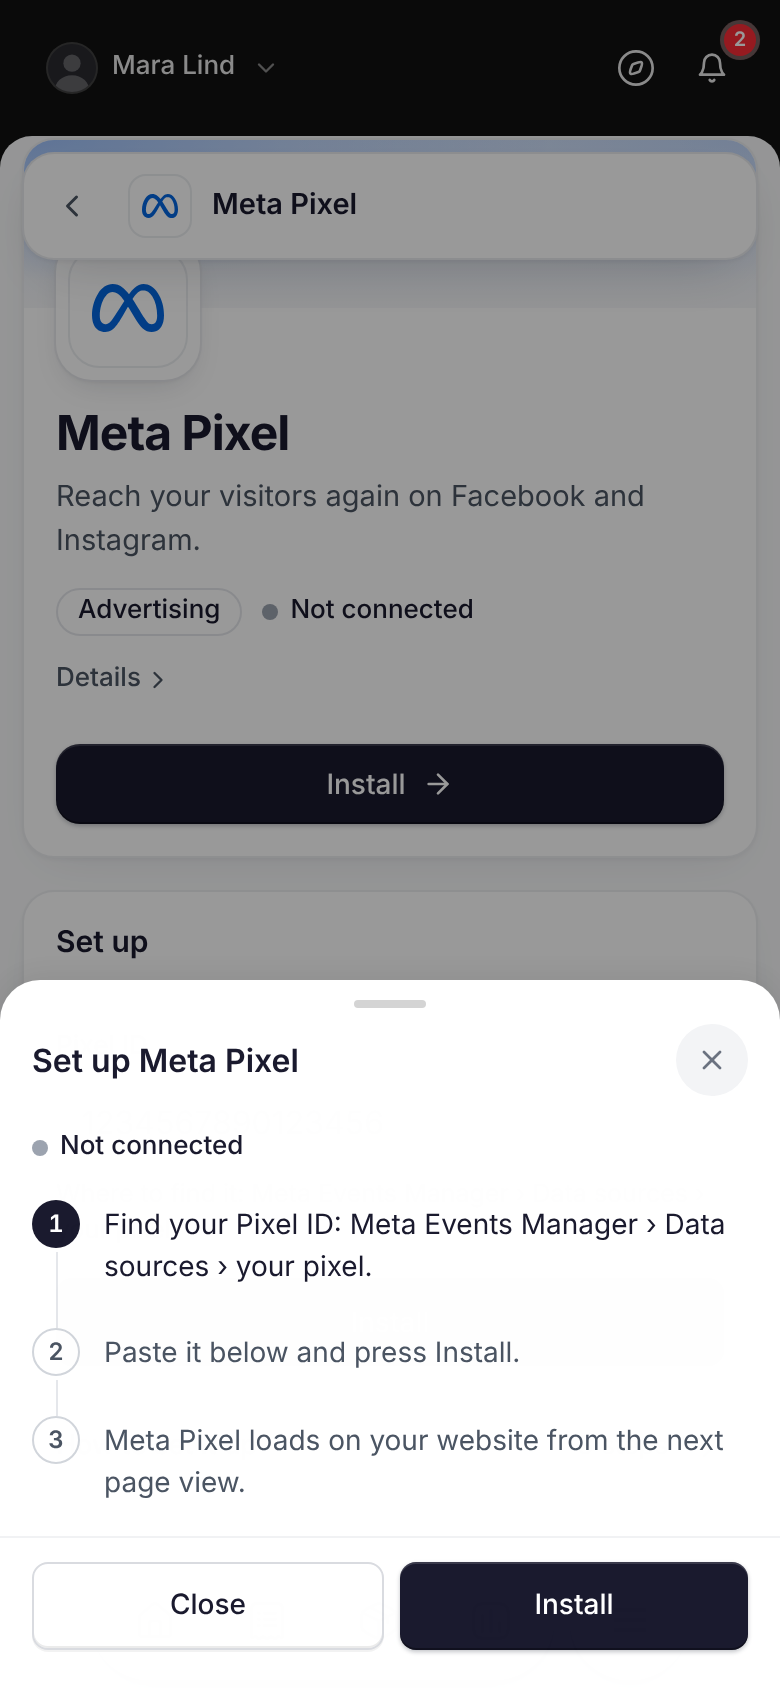 Mara Lind
2
Meta Pixel
Meta Pixel
Reach your visitors again on Facebook and
Instagram.
Advertising
Not connected
Details
Install
Set up
Set up Meta Pixel
Not connected
1
Find your Pixel ID: Meta Events Manager › Data
sources › your pixel.
2
Paste it below and press Install.
3
Meta Pixel loads on your website from the next
page view.
Close
Install